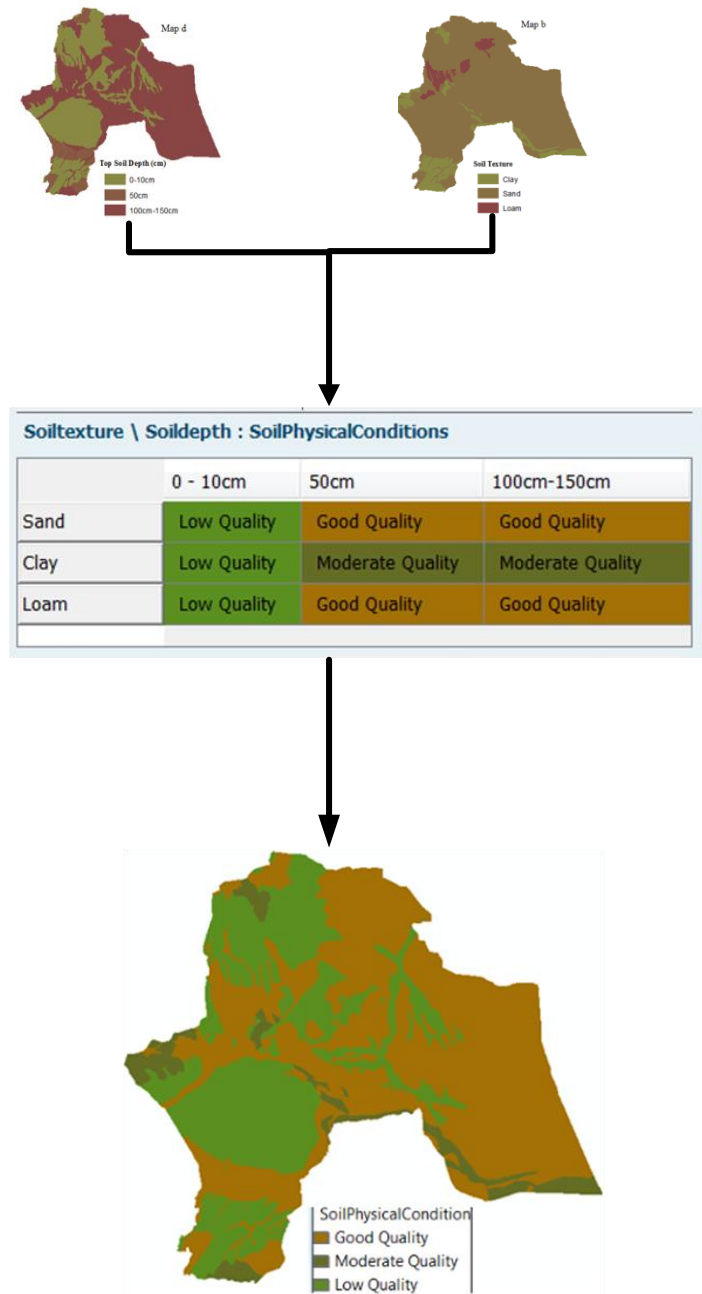 Map d
Top Soil Depth (cm)
0-10cm
50cm
100cm-150cm
Map b
Soil Texture
Clay
Sand
Loam
Soiltexture \ Soildepth : SoilPhysicalConditions
0 - 10cm 50cm 100cm-150cm
Sand Low Quality Good Quality Good Quality
Clay Low Quality Moderate Quality Moderate Quality
Loam Low Quality Good Quality Good Quality
SoilPhysicalCondition
Good Quality
Moderate Quality
Low Quality